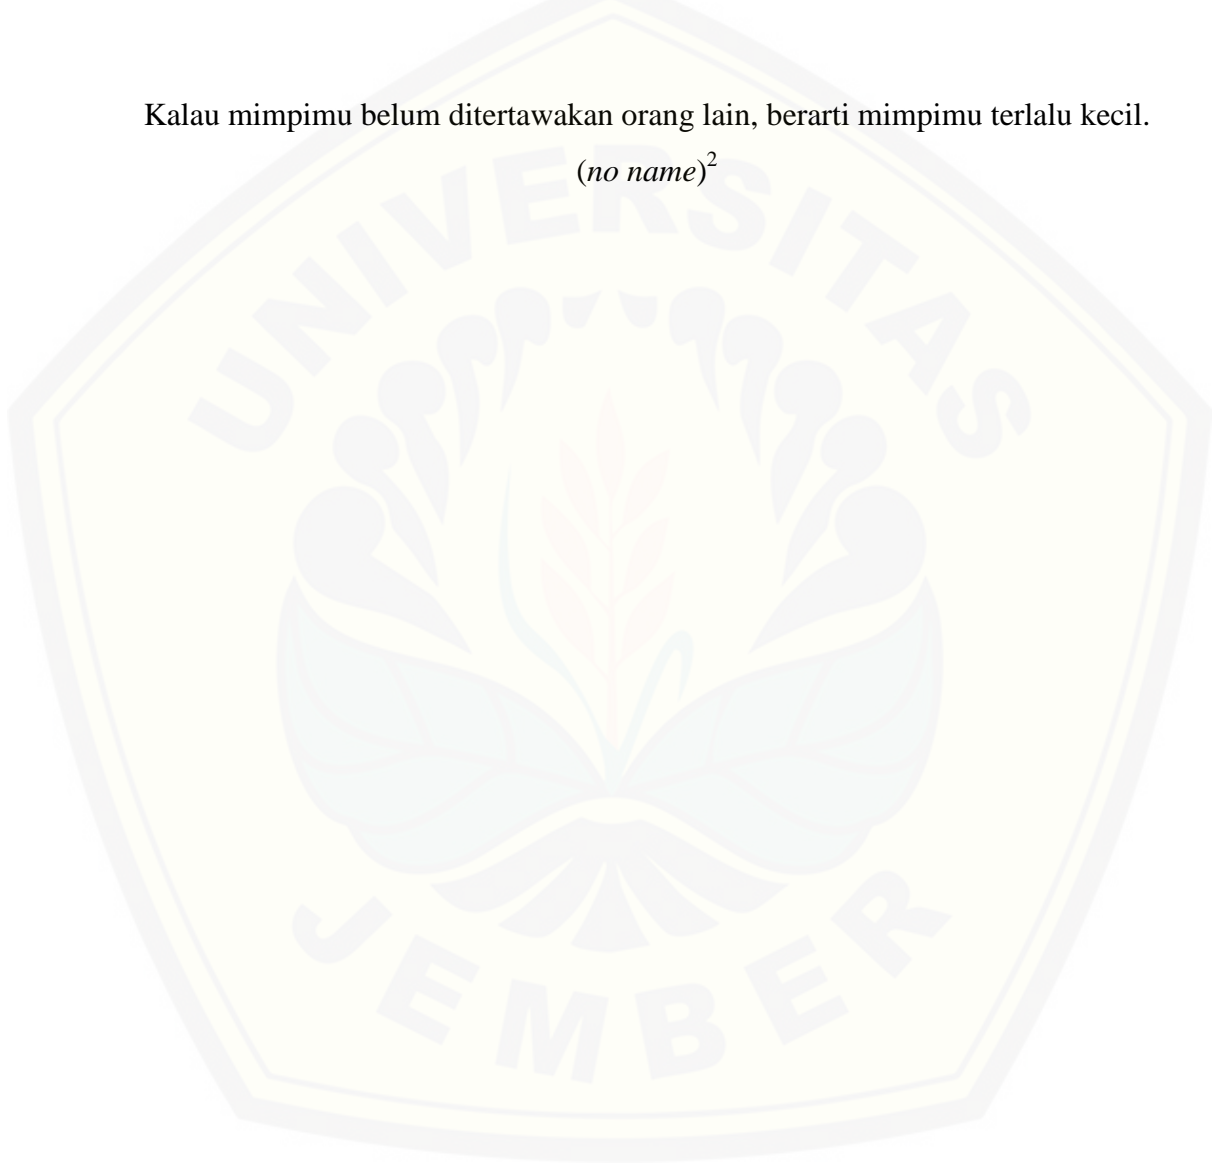 Kalau mimpimu belum ditertawakan orang lain, berarti mimpimu terlalu kecil.
(no name)²
UNIVERSITAS
JEMBER